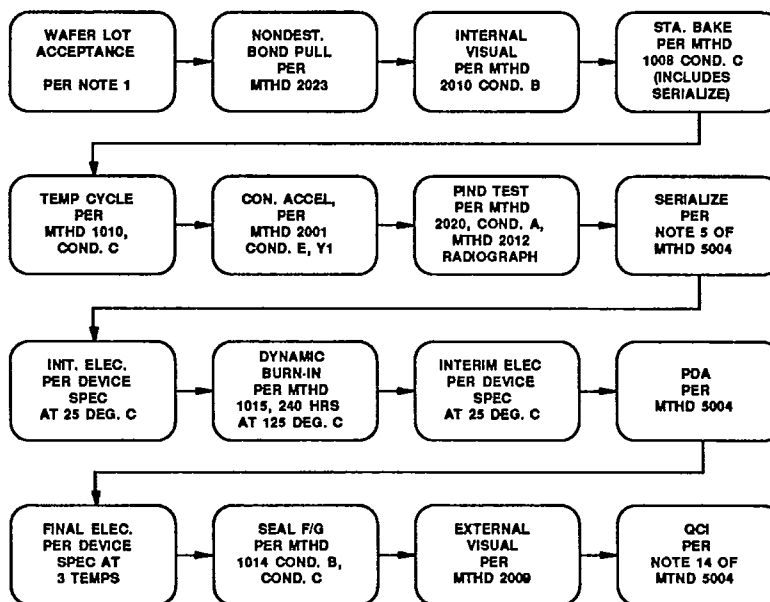 WAFER LOT
ACCEPTANCE
PER NOTE 1
NONDEST.
BOND PULL
PER
MTHD 2023
INTERNAL
VISUAL
PER MTHD
2010 COND. B
STA. BAKE
PER MTHD
1008 COND. C
(INCLUDES
SERIALIZE)
TEMP CYCLE
PER
MTHD 1010,
COND. C
CON. ACCEL,
PER
MTHD 2001
COND. E, Y1
PIND TEST
PER MTHD
2020, COND. A,
MTHD 2012
RADIOGRAPH
SERIALIZE
PER
NOTE 5 OF
MTHD 5004
INIT. ELEC.
PER DEVICE
SPEC
AT 25 DEG. C
DYNAMIC
BURN-IN
PER MTHD
1015, 240 HRS
AT 125 DEG. C
INTERIM ELEC
PER DEVICE
SPEC
AT 25 DEG. C
PDA
PER
MTHD 5004
FINAL ELEC.
PER DEVICE
SPEC AT
3 TEMPS
SEAL F/G
PER MTHD
1014 COND. B,
COND. C
EXTERNAL
VISUAL
PER
MTHD 2009
QCI
PER
NOTE 14 OF
MTND 5004